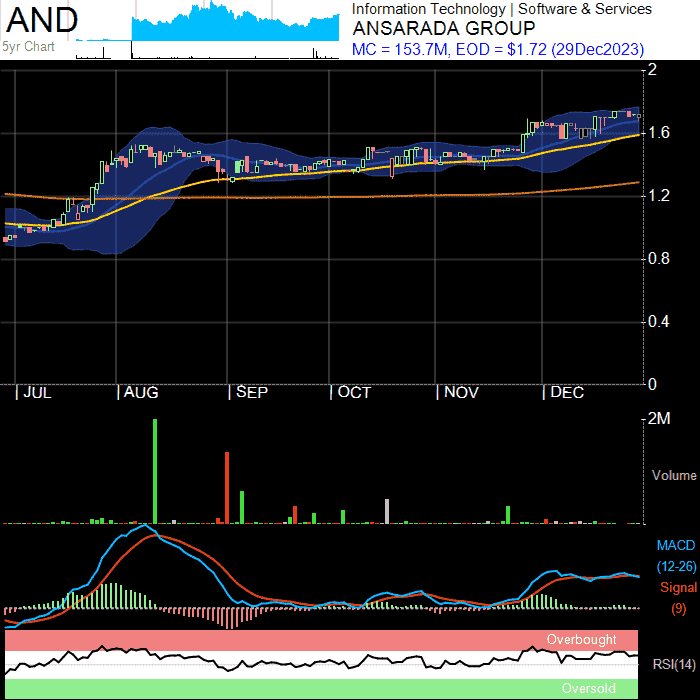 AND
5yr Chart
Information Technology | Software & Services
ANSARADA GROUP
MC = 153.7M, EOD = $1.72 (29Dec2023)
2
1.6
1.2
0.8
0.4
0
JUL
AUG
SEP
OCT
NOV
DEC
2M
Volume
MACD
(12-26)
Signal
(9)
Overbought
RSI(14)
Oversold